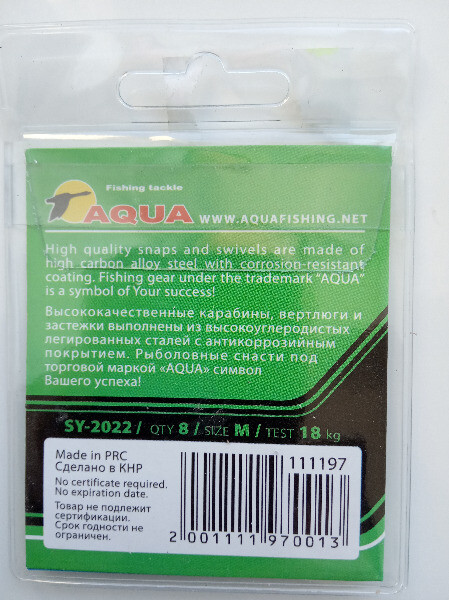 Fishing tackle
AQUA
WWW.AQUAFISHING.NET
High quality snaps and swivels are made of
high carbon alloy steel with corrosion-resistant
coating. Fishing gear under the trademark "AQUA"
is a symbol of Your success!
Высококачественные карабины, вертлюги и
застежки выполнены из высокоуглеродистых
легированных сталей с антикоррозийным
покрытием. Рыболовные снасти под
торговой маркой «AQUA» символ
Вашего успеха!
SY-2022 / QTY 8 / SIZE M / TEST 18 kg
Made in PRC
Сделано в КНР
No certificate required.
No expiration date.
Товар не подлежит
сертификации.
Срок годности не
ограничен.
111197
2 001111 970013